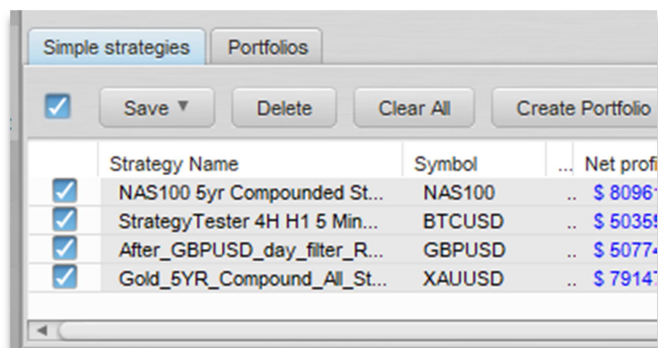 Simple strategies Portfolios
Save Delete Clear All Create Portfolio
Strategy Name Symbol ... Net profi
NAS100 5yr Compounded St... NAS100 .. $ 80961
StrategyTester 4H H1 5 Min... BTCUSD .. $ 50355
After_GBPUSD_day_filter_R... GBPUSD .. $ 50774
Gold_5YR_Compound_All_St... XAUUSD .. $ 79147